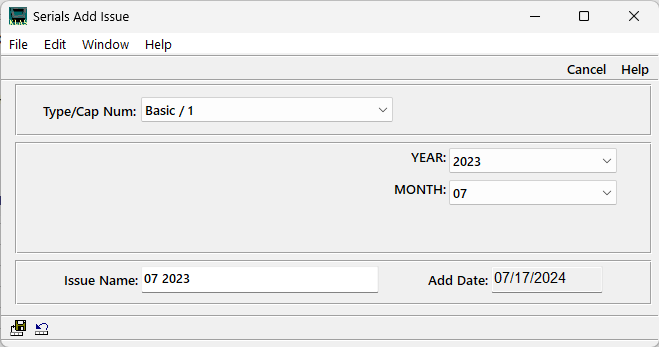 Serials Add Issue
File Edit Window Help
Cancel Help
Type/Cap Num: Basic / 1
YEAR: 2023
MONTH: 07
Issue Name: 07 2023 Add Date: 07/17/2024